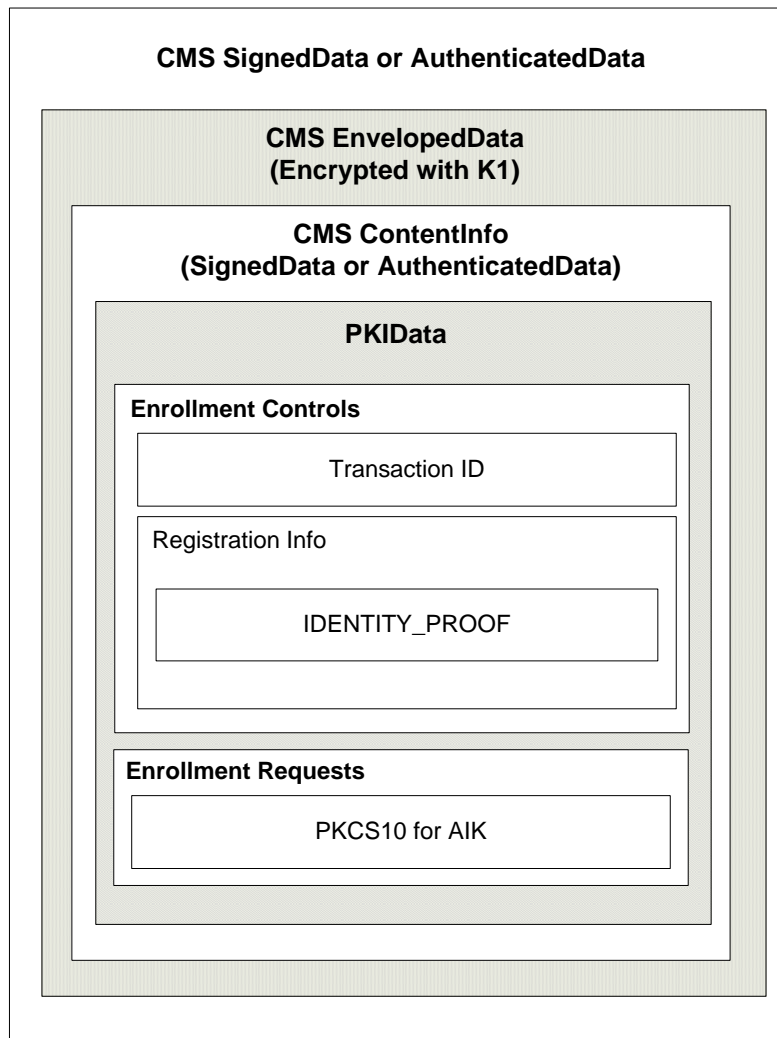 CMS SignedData or AuthenticatedData
CMS EnvelopedData
(Encrypted with K1)
CMS ContentInfo
(SignedData or AuthenticatedData)
PKIData
Enrollment Controls
Transaction ID
Registration Info
IDENTITY_PROOF
Enrollment Requests
PKCS10 for AIK